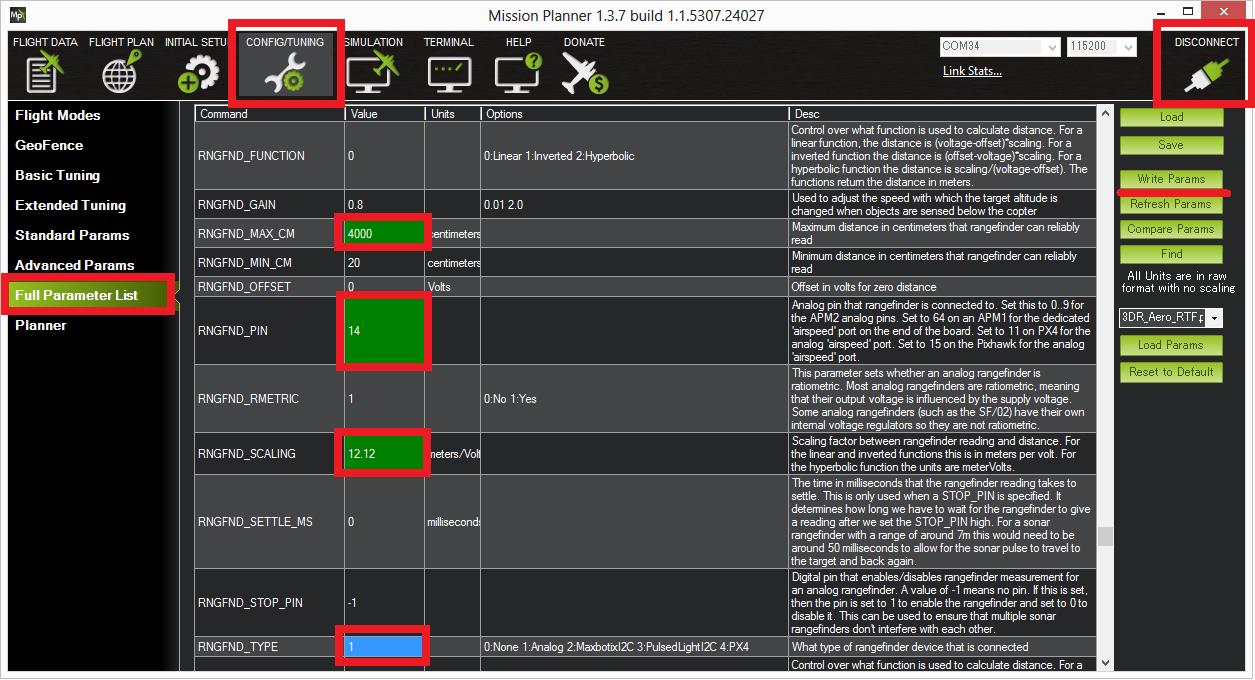 Mp
Mission Planner 1.3.7 build 1.1.5307.24027
FLIGHT DATA FLIGHT PLAN INITIAL SETU CONFIG/TUNING SIMULATION TERMINAL HELP DONATE
COM34 115200 DISCONNECT
Link Stats...
Flight Modes
GeoFence
Basic Tuning
Extended Tuning
Standard Params
Advanced Params
Full Parameter List
Planner
Command Value Units Options Desc
RNGFND_FUNCTION 0 0:Linear 1:Inverted 2:Hyperbolic
Control over what function is used to calculate distance. For a
linear function, the distance is (voltage-offset)*scaling. For a
inverted function the distance is (offset-voltage)*scaling. For a
hyperbolic function the distance is scaling/(voltage-offset). The
functions return the distance in meters.
RNGFND_GAIN 0.8 0.01 2.0
Used to adjust the speed with which the target altitude is
changed when objects are sensed below the copter
RNGFND_MAX_CM 4000 centimeters
Maximum distance in centimeters that rangefinder can reliably
read
RNGFND_MIN_CM 20 centimeters
Minimum distance in centimeters that rangefinder can reliably
read
RNGFND_OFFSET 0 Volts Offset in volts for zero distance
RNGFND_PIN 14
Analog pin that rangefinder is connected to. Set this to 0..9 for
the APM2 analog pins. Set to 64 on an APM1 for the dedicated
'airspeed' port on the end of the board. Set to 11 on PX4 for the
analog 'airspeed' port. Set to 15 on the Pixhawk for the analog
'airspeed' port.
RNGFND_RMETRIC 1 0:No 1:Yes
This parameter sets whether an analog rangefinder is
ratiometric. Most analog rangefinders are ratiometric, meaning
that their output voltage is influenced by the supply voltage.
Some analog rangefinders (such as the SF/02) have their own
internal voltage regulators so they are not ratiometric.
RNGFND_SCALING 12.12 meters/Volt
Scaling factor between rangefinder reading and distance. For
the linear and inverted functions this is in meters per volt. For
the hyperbolic function the units are meterVolts.
RNGFND_SETTLE_MS 0 milliseconds
The time in milliseconds that the rangefinder reading takes to
settle. This is only used when a STOP_PIN is specified. It
determines how long we have to wait for the rangefinder to give
a reading after we set the STOP_PIN high. For a sonar
rangefinder with a range of around 7m this would need to be
around 50 milliseconds to allow for the sonar pulse to travel to
the target and back again.
RNGFND_STOP_PIN -1
Digital pin that enables/disables rangefinder measurement for
an analog rangefinder. A value of -1 means no pin. If this is set,
then the pin is set to 1 to enable the rangefinder and set to 0 to
disable it. This can be used to ensure that multiple sonar
rangefinders don't interfere with each other.
RNGFND_TYPE 1 0:None 1:Analog 2:MaxbotixI2C 3:PulsedLightI2C 4:PX4 What type of rangefinder device that is connected
Control over what function is used to calculate distance. For a
Load
Save
Write Params
Refresh Params
Compare Params
Find
All Units are in raw
format with no scaling
3DR_Aero_RTF.p
Load Params
Reset to Default